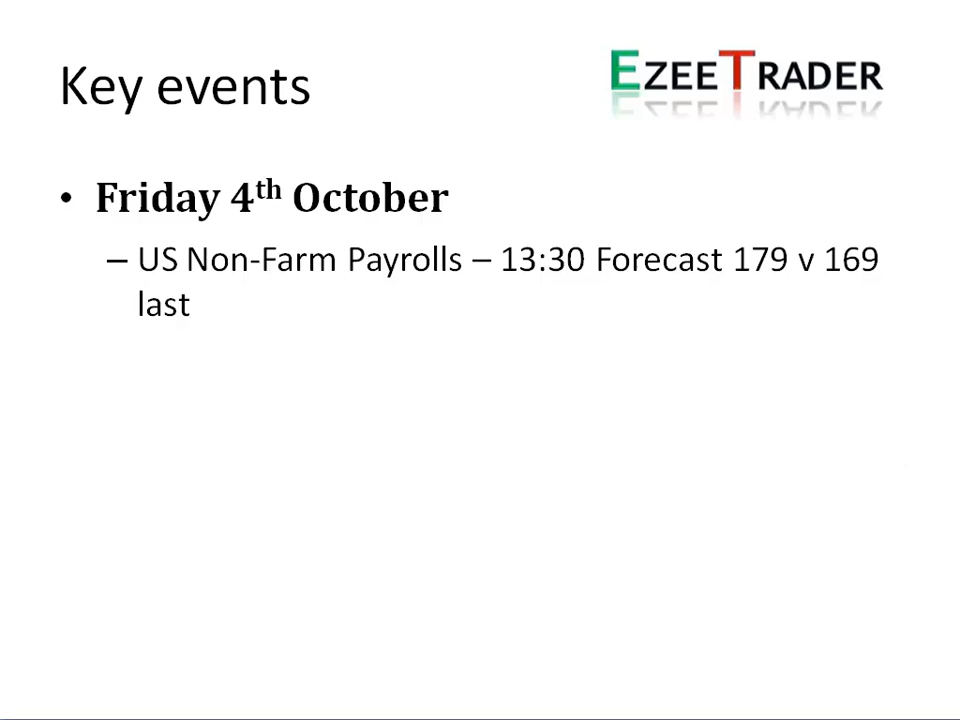 Key events
EZEETRADER
• Friday 4th October
– US Non-Farm Payrolls – 13:30 Forecast 179 v 169
last